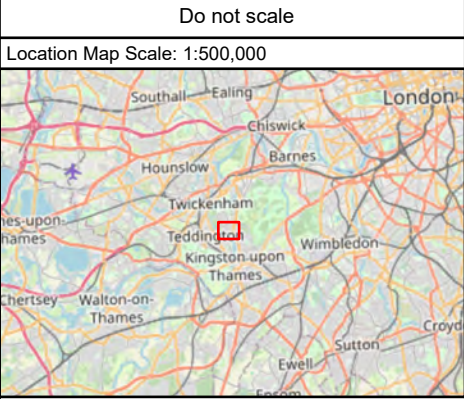 Do not scale
Location Map Scale: 1:500,000
Southall
Ealing
London
Chiswick
Barnes
Hounslow
Twickenham
nes-upon-
hames
Teddington
Wimbledon
Kingston upon
Thames
Chertsey
Walton-on-
Thames
Croyd
Sutton
Ewell
Epsom